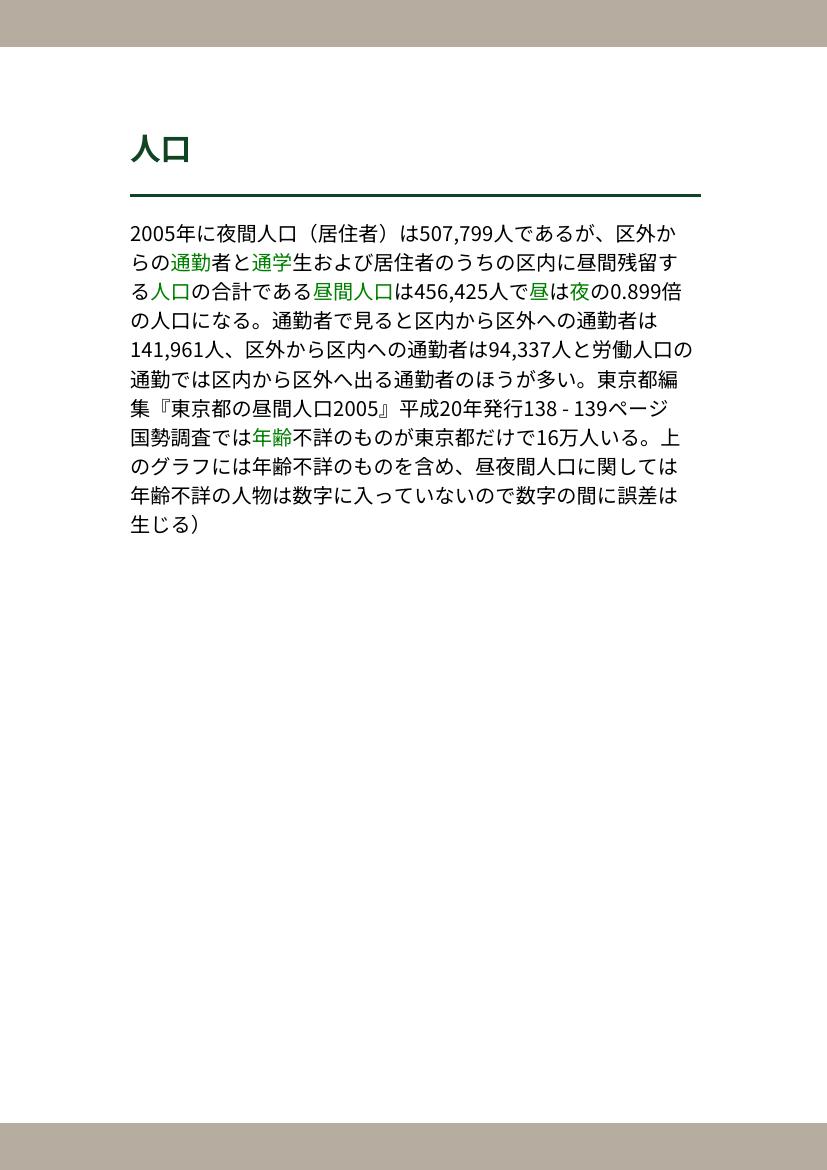 人口
2005年に夜間人口（居住者）は507,799人であるが、区外か
らの通勤者と通学生および居住者のうちの区内に昼間残留す
る人口の合計である昼間人口は456,425人で昼は夜の0.899倍
の人口になる。通勤者で見ると区内から区外への通勤者は
141,961人、区外から区内への通勤者は94,337人と労働人口の
通勤では区内から区外へ出る通勤者のほうが多い。東京都編
集『東京都の昼間人口2005』平成20年発行138 - 139ページ
国勢調査では年齢不詳のものが東京都だけで16万人いる。上
のグラフには年齢不詳のものを含め、昼夜間人口に関しては
年齢不詳の人物は数字に入っていないので数字の間に誤差は
生じる）